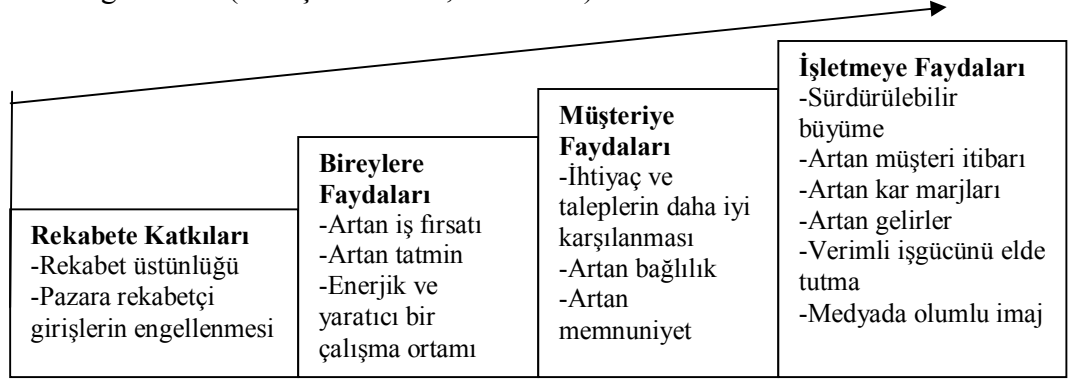 Rekabete Katkıları
-Rekabet üstünlüğü
-Pazara rekabetçi
girişlerin engellenmesi
Bireylere
Faydaları
-Artan iş fırsatı
-Artan tatmin
-Enerjik ve
yaratıcı bir
çalışma ortamı
Müşteriye
Faydaları
-İhtiyaç ve
taleplerin daha iyi
karşılanması
-Artan bağlılık
-Artan
memnuniyet
İşletmeye Faydaları
-Sürdürülebilir
büyüme
-Artan müşteri itibarı
-Artan kar marjları
-Artan gelirler
-Verimli işgücünü elde
tutma
-Medyada olumlu imaj